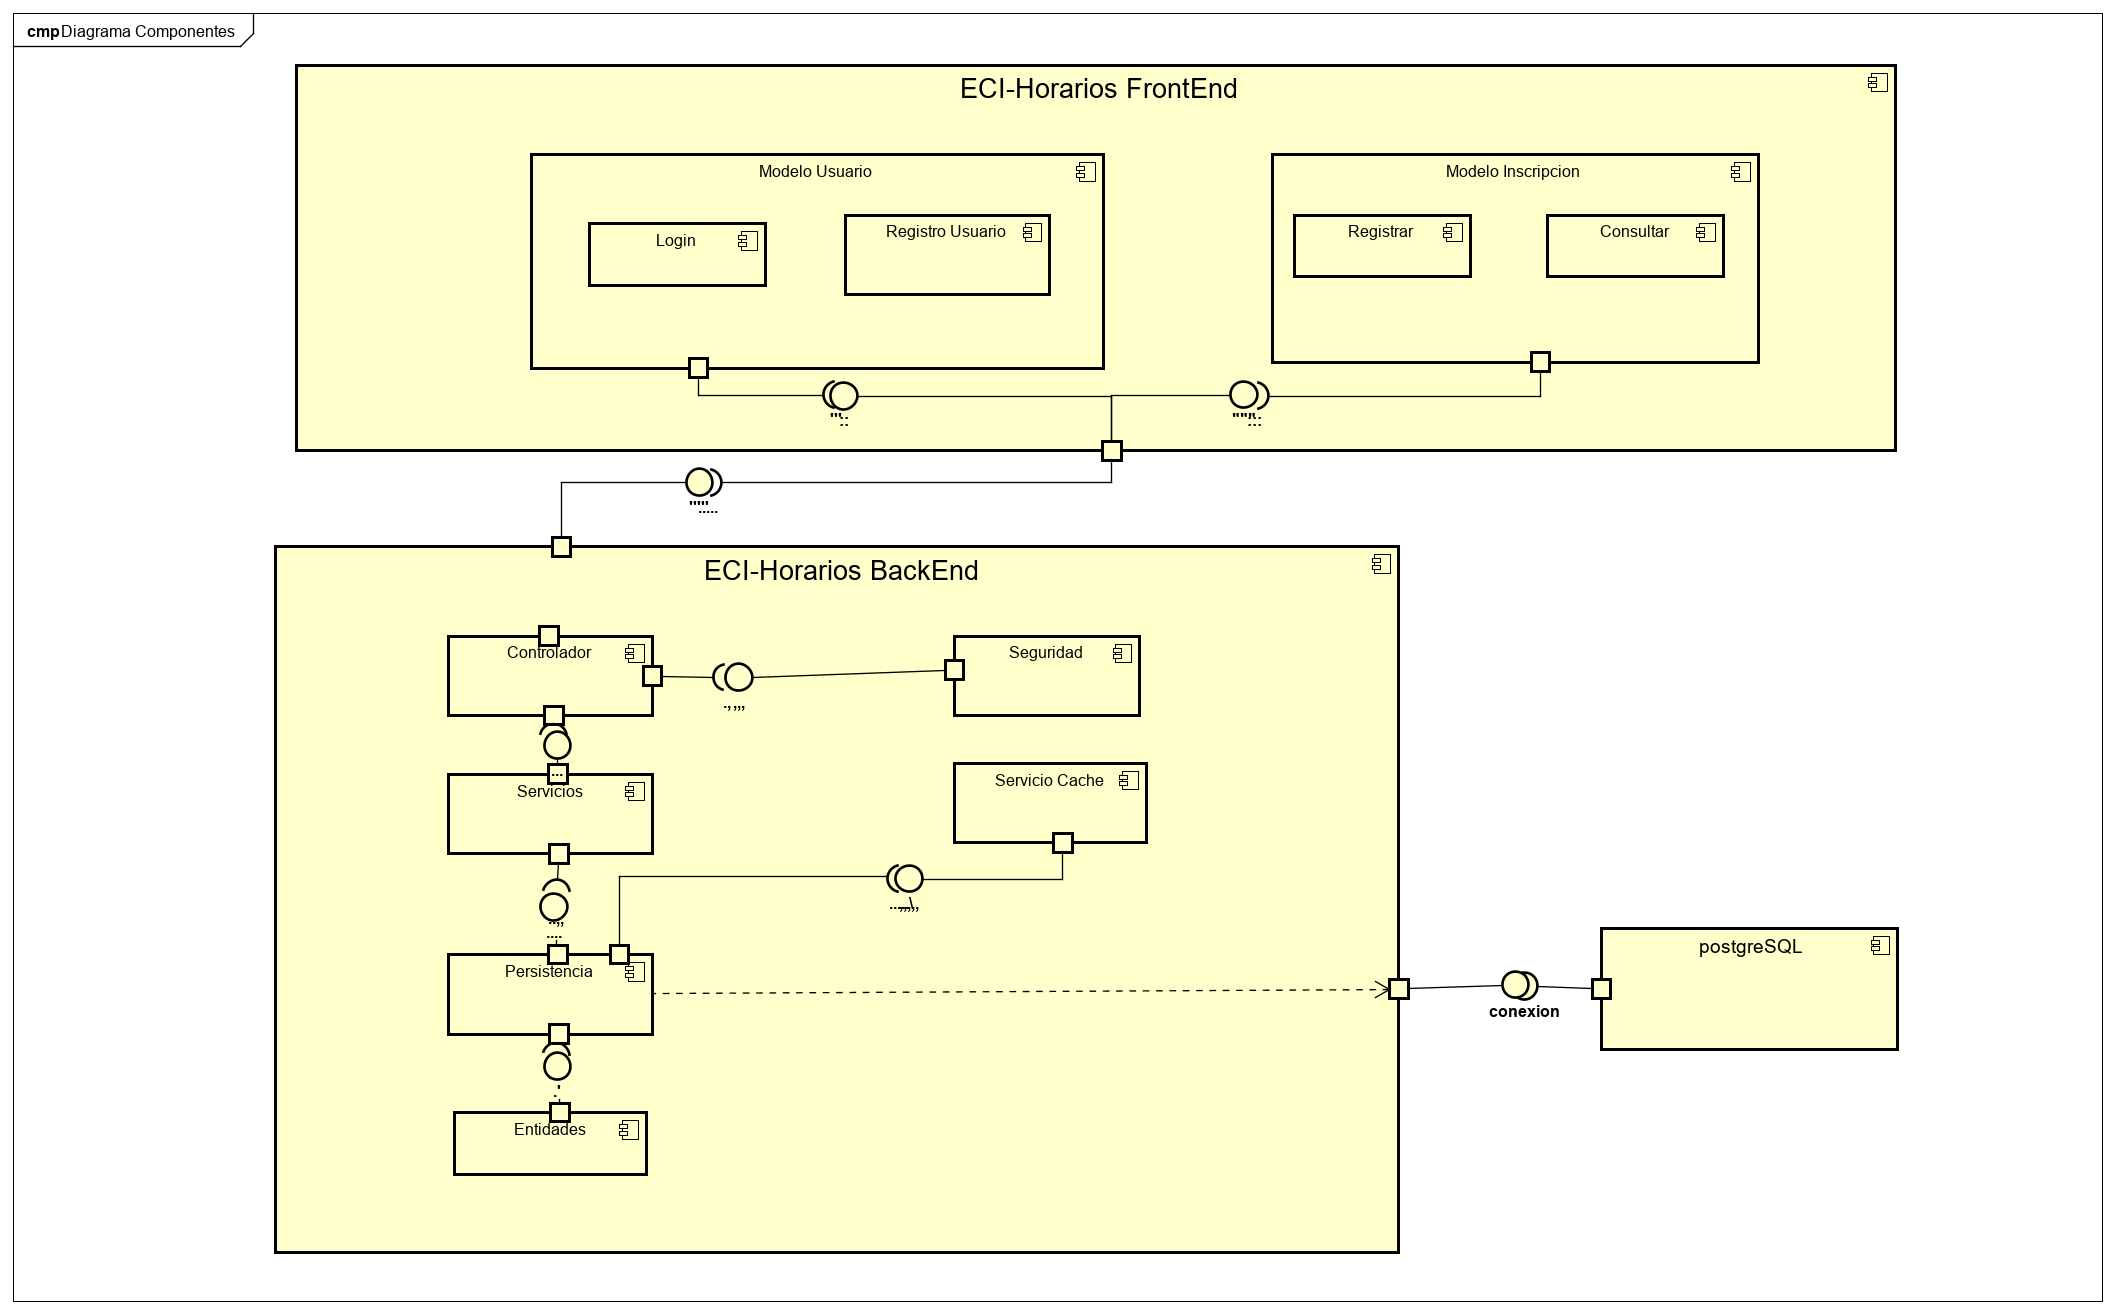 cmp Diagrama Componentes
ECI-Horarios FrontEnd
Modelo Usuario
Modelo Inscripcion
Login
Registro Usuario
Registrar
Consultar
ECI-Horarios BackEnd
Controlador
Seguridad
Servicios
Servicio Cache
Persistencia
postgreSQL
conexion
Entidades